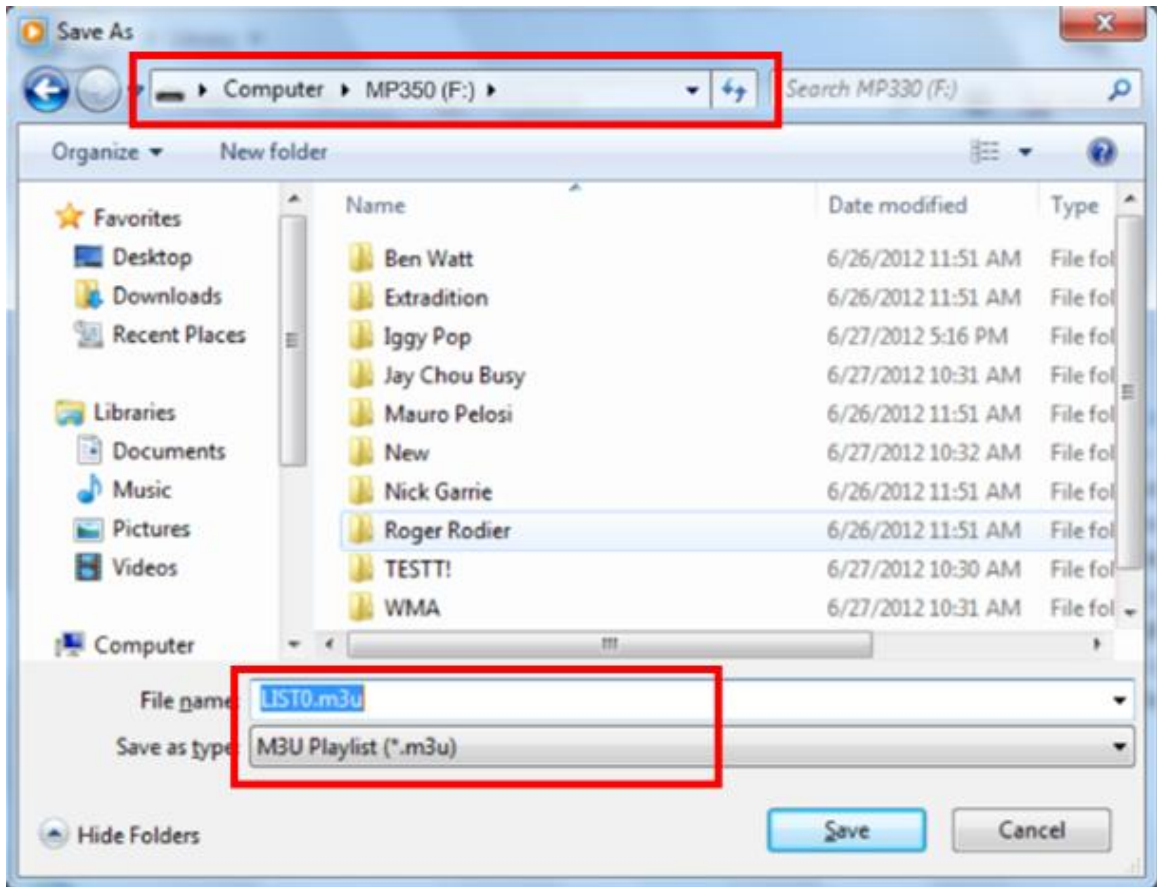 Save As
Computer MP350 (F:)
Search MP330 (F:)
Organize New folder
Name Date modified Type
Favorites
Desktop
Downloads
Recent Places
Libraries
Documents
Music
Pictures
Videos
Computer
Ben Watt 6/26/2012 11:51 AM File fol
Extradition 6/26/2012 11:51 AM File fol
Iggy Pop 6/27/2012 5:16 PM File fol
Jay Chou Busy 6/27/2012 10:31 AM File fol
Mauro Pelosi 6/26/2012 11:51 AM File fol
New 6/27/2012 10:32 AM File fol
Nick Garrie 6/26/2012 11:51 AM File fol
Roger Rodier 6/26/2012 11:51 AM File fol
TESTT! 6/27/2012 10:30 AM File fol
WMA 6/27/2012 10:31 AM File fol
File name LIST0.m3u
Save as type M3U Playlist (*.m3u)
Hide Folders Save Cancel